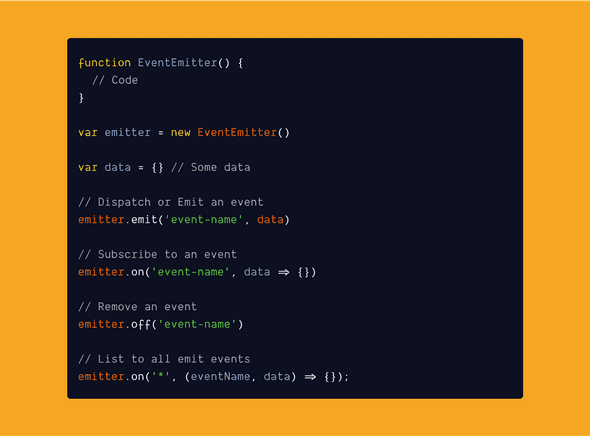 function EventEmitter() {
// Code
}
var emitter = new EventEmitter()
var data = {} // Some data
// Dispatch or Emit an event
emitter.emit('event-name', data)
// Subscribe to an event
emitter.on('event-name', data => {})
// Remove an event
emitter.off('event-name')
// List to all emit events
emitter.on('*', (eventName, data) => {});